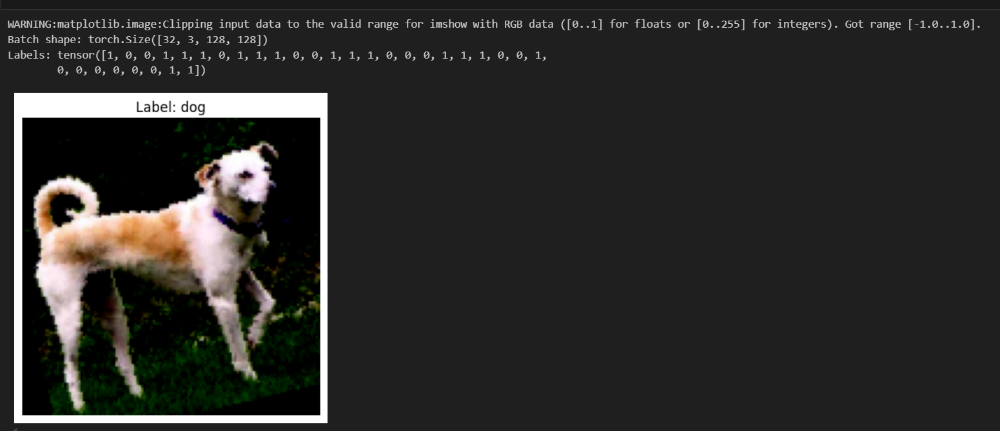 WARNING:matplotlib.image:Clipping input data to the valid range for imshow with RGB data ([0..1] for floats or [0..255] for integers). Got range [-1.0..1.0].
Batch shape: torch.Size([32, 3, 128, 128])
Labels: tensor([1, 0, 0, 1, 1, 1, 0, 1, 1, 1, 0, 0, 1, 1, 1, 0, 0, 0, 1, 1, 1, 0, 0, 1,
0, 0, 0, 0, 0, 0, 1, 1])
Label: dog